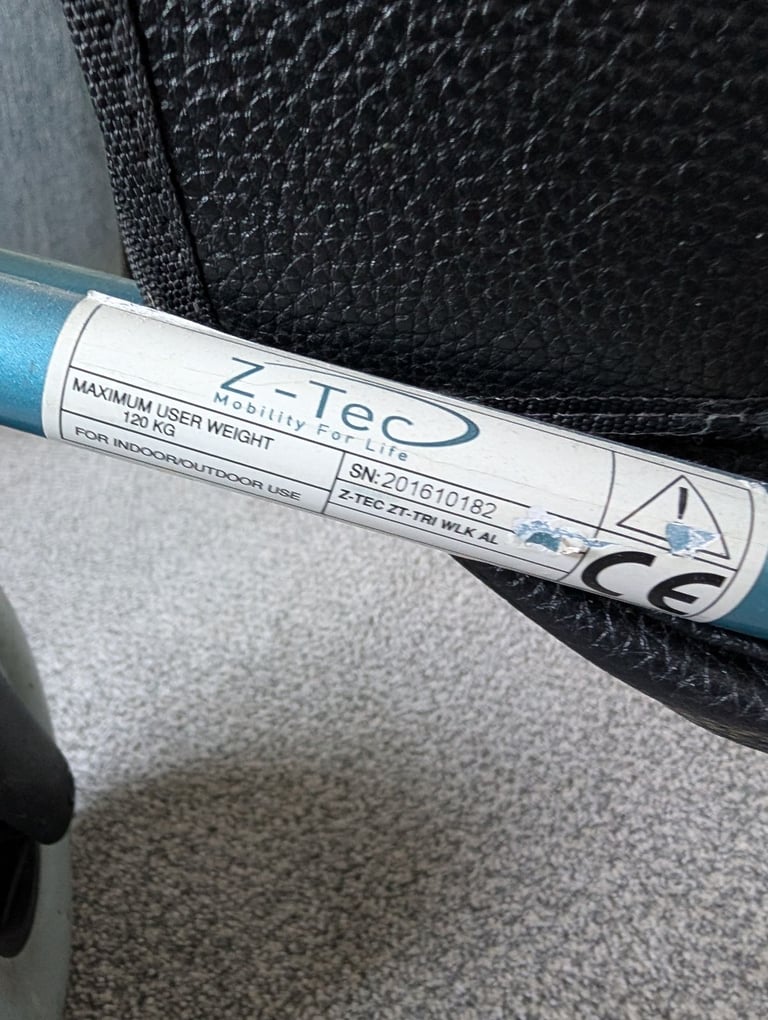 Z-Tec
Mobility For Life
MAXIMUM USER WEIGHT
120 KG
FOR INDOOR/OUTDOOR USE
SN: 201610182
Z-TEC ZT-TRI WLK AL
!
CE